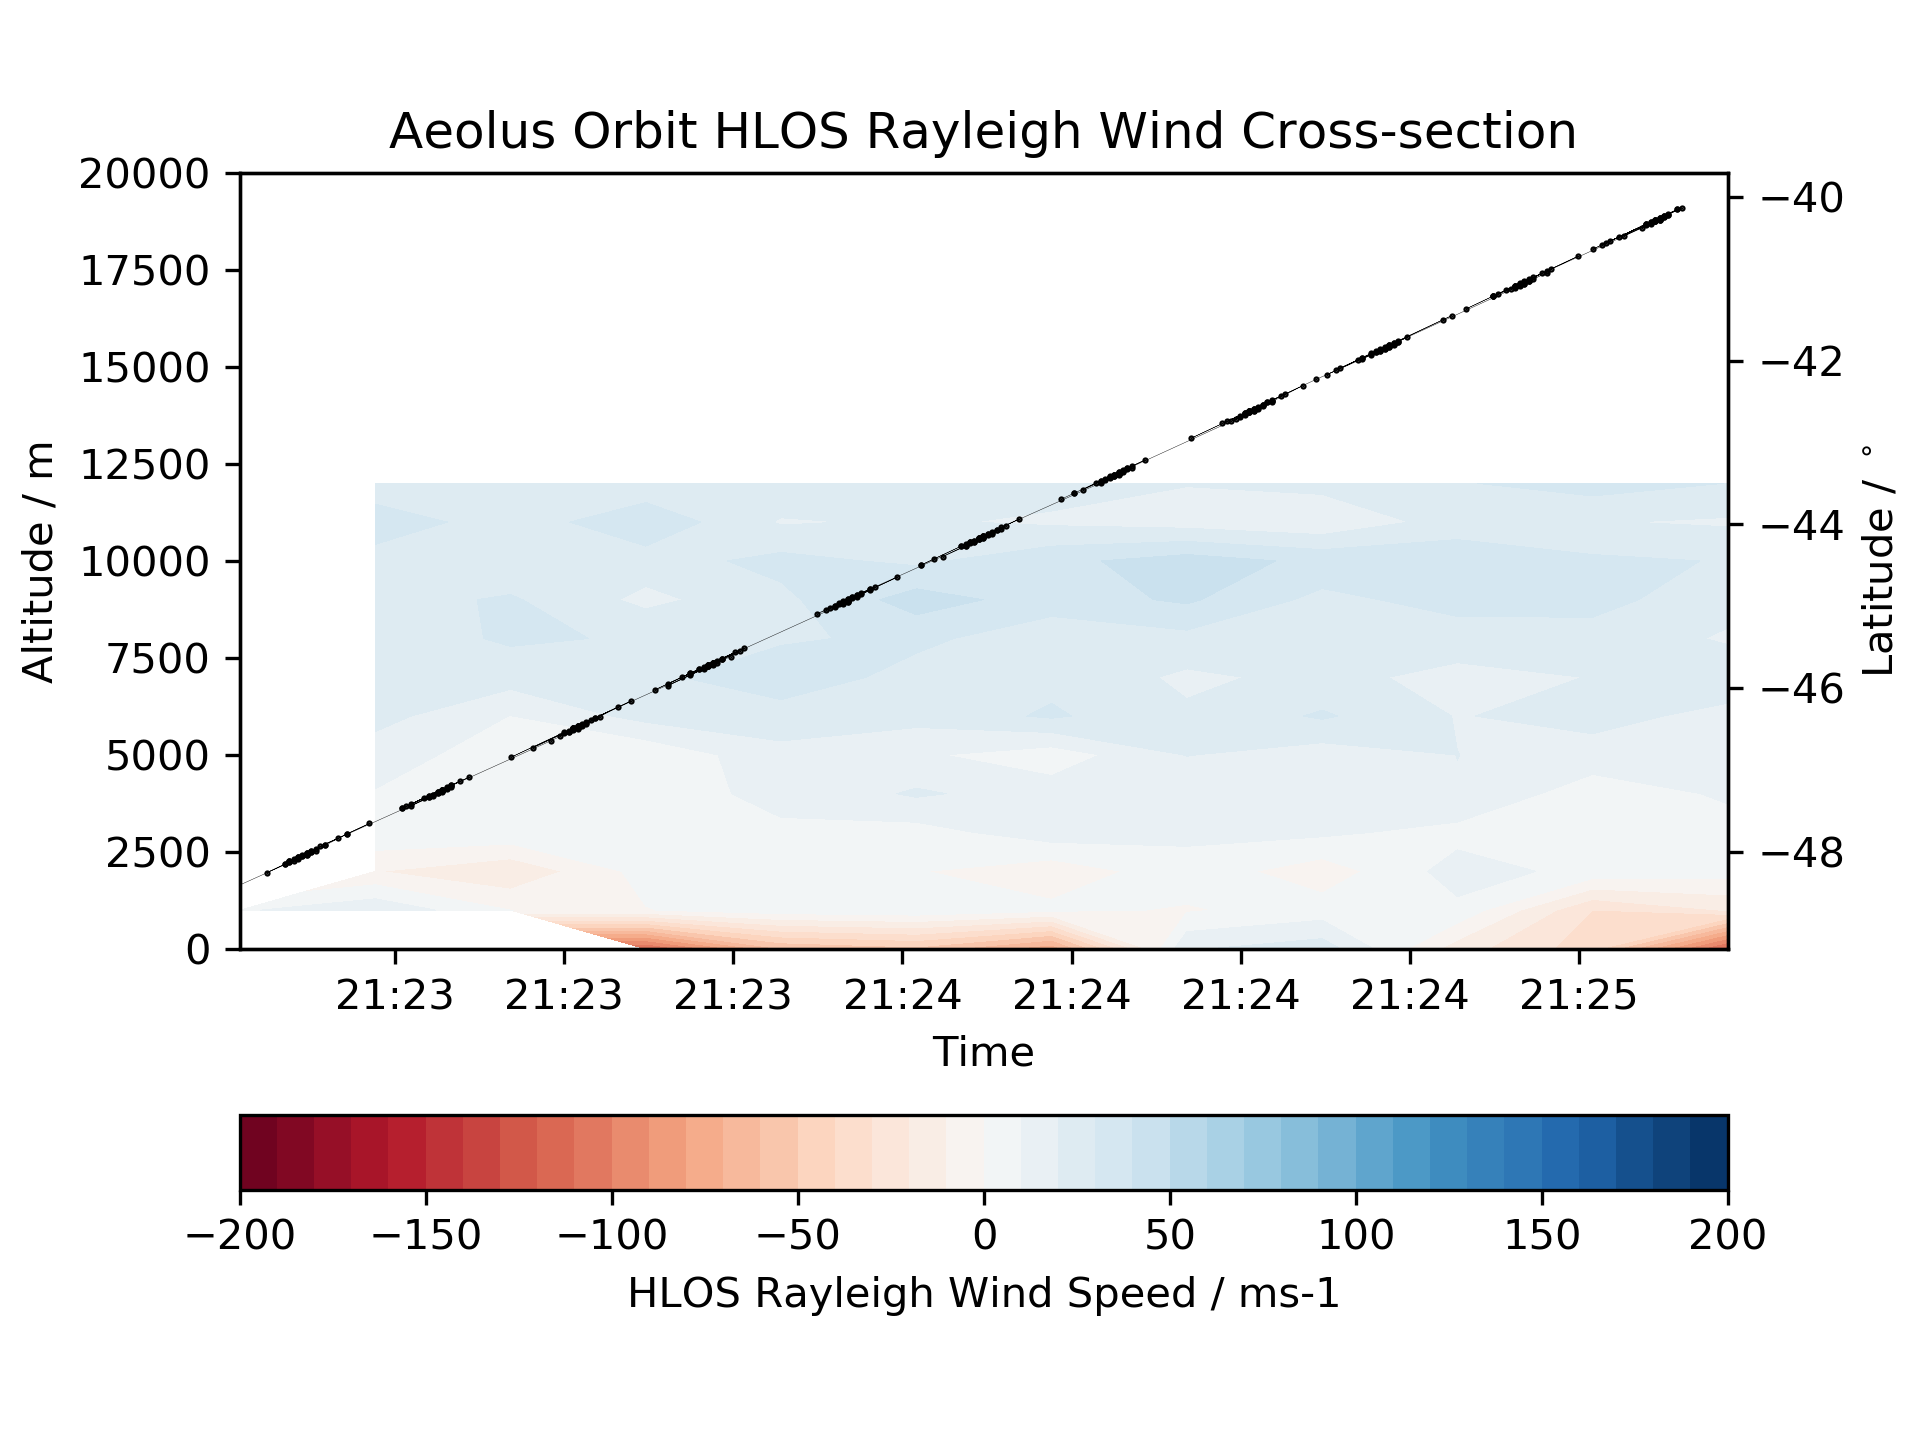 Aeolus Orbit HLOS Rayleigh Wind Cross-section
Altitude / m
20000
17500
15000
12500
10000
7500
5000
2500
0
−40
−42
−44
−46
−48
Latitude / °
21:23 21:23 21:23 21:24 21:24 21:24 21:24 21:25
Time
−200 −150 −100 −50 0 50 100 150 200
HLOS Rayleigh Wind Speed / ms-1